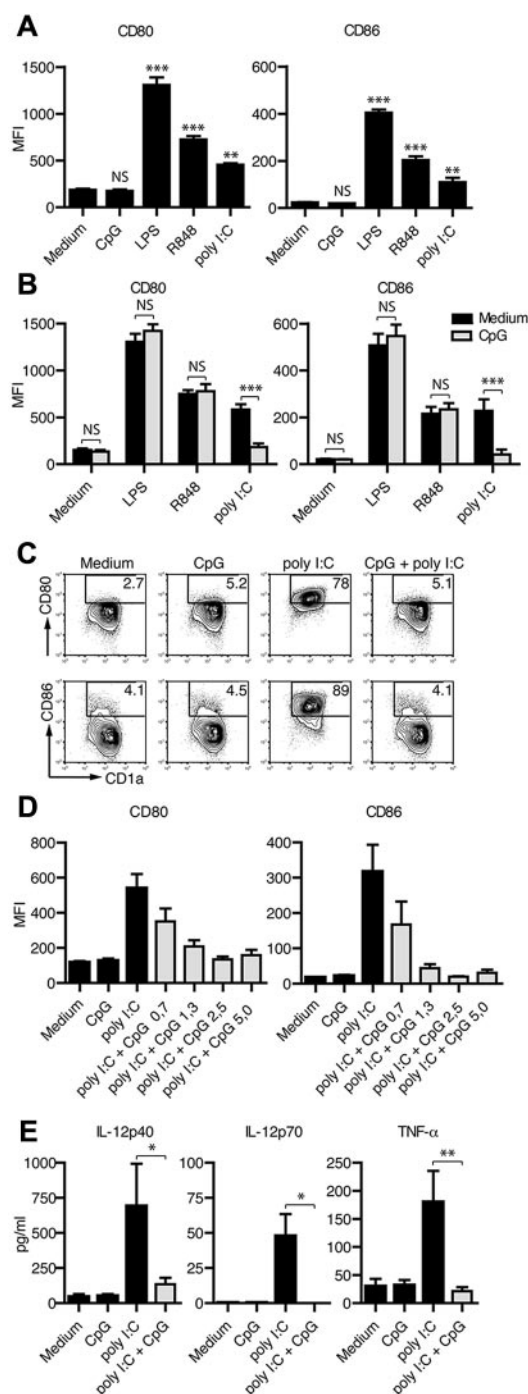 A
CD80
CD86
MFI
1500
1000
500
0
NS
***
***
**
Medium
CpG
LPS
R848
poly I:C
600
400
200
0
NS
***
***
**
Medium
CpG
LPS
R848
poly I:C
B
CD80
CD86
MFI
1500
1000
500
0
NS
NS
NS
***
Medium
LPS
R848
poly I:C
600
400
200
0
NS
NS
NS
***
Medium
CpG
Medium
LPS
R848
poly I:C
C
Medium
CpG
poly I:C
CpG + poly I:C
CD80
2.7
5.2
78
5.1
CD86
4.1
4.5
89
4.1
CD1a
D
CD80
CD86
MFI
800
600
400
200
0
Medium
CpG
poly I:C
poly I:C + CpG 0,7
poly I:C + CpG 1,3
poly I:C + CpG 2,5
poly I:C + CpG 5,0
400
300
200
100
0
Medium
CpG
poly I:C
poly I:C + CpG 0,7
poly I:C + CpG 1,3
poly I:C + CpG 2,5
poly I:C + CpG 5,0
E
IL-12p40
IL-12p70
TNF-α
pg/ml
1000
750
500
250
0
*
Medium
CpG
poly I:C
poly I:C + CpG
100
75
50
25
0
*
Medium
CpG
poly I:C
poly I:C + CpG
250
200
150
100
50
0
**
Medium
CpG
poly I:C
poly I:C + CpG